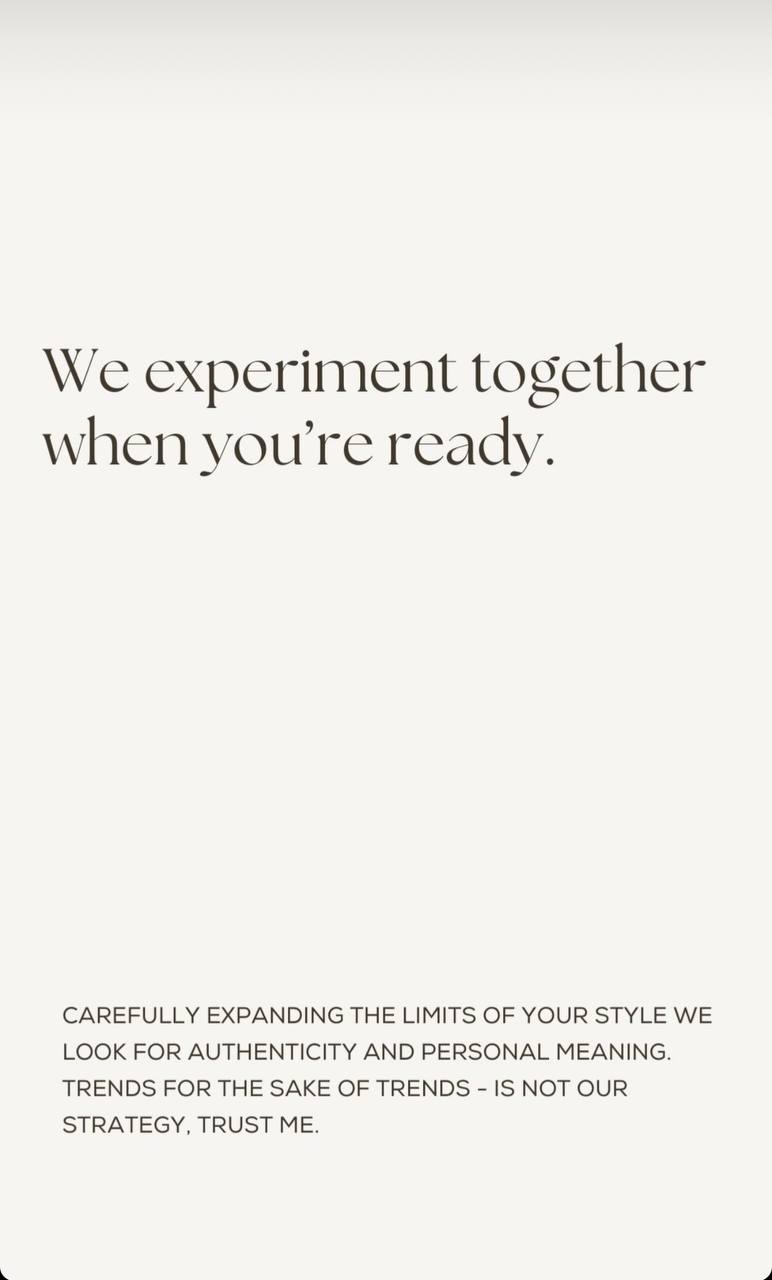 We experiment together
when you’re ready.
CAREFULLY EXPANDING THE LIMITS OF YOUR STYLE WE
LOOK FOR AUTHENTICITY AND PERSONAL MEANING.
TRENDS FOR THE SAKE OF TRENDS - IS NOT OUR
STRATEGY, TRUST ME.